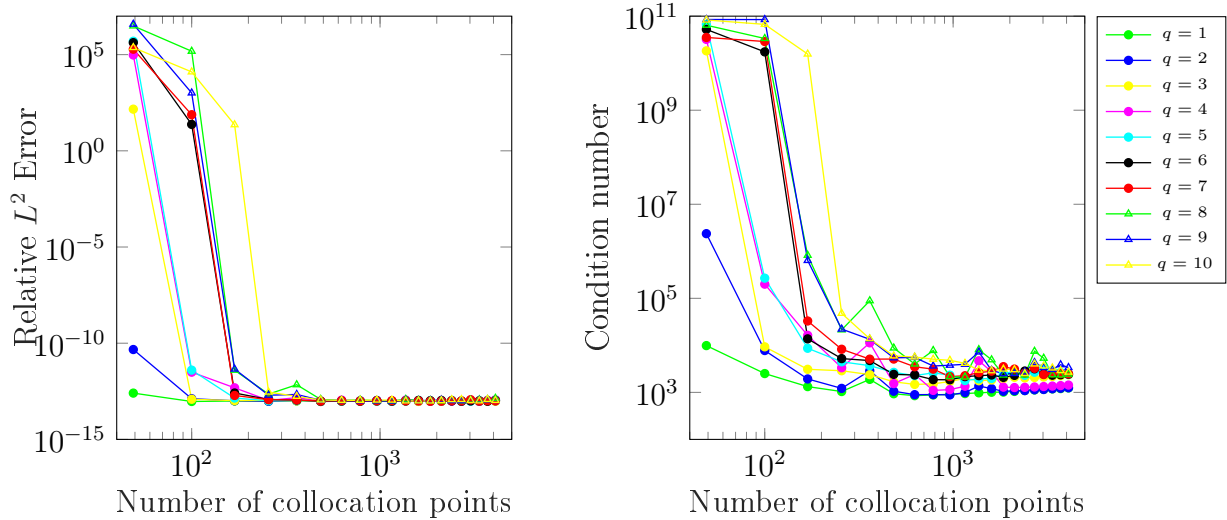 10^5
10^0
10^−5
10^−10
10^−15
10^2
10^3
Relative L^2 Error
Number of collocation points
10^11
10^9
10^7
10^5
10^3
10^2
10^3
Condition number
Number of collocation points
q = 1
q = 2
q = 3
q = 4
q = 5
q = 6
q = 7
q = 8
q = 9
q = 10